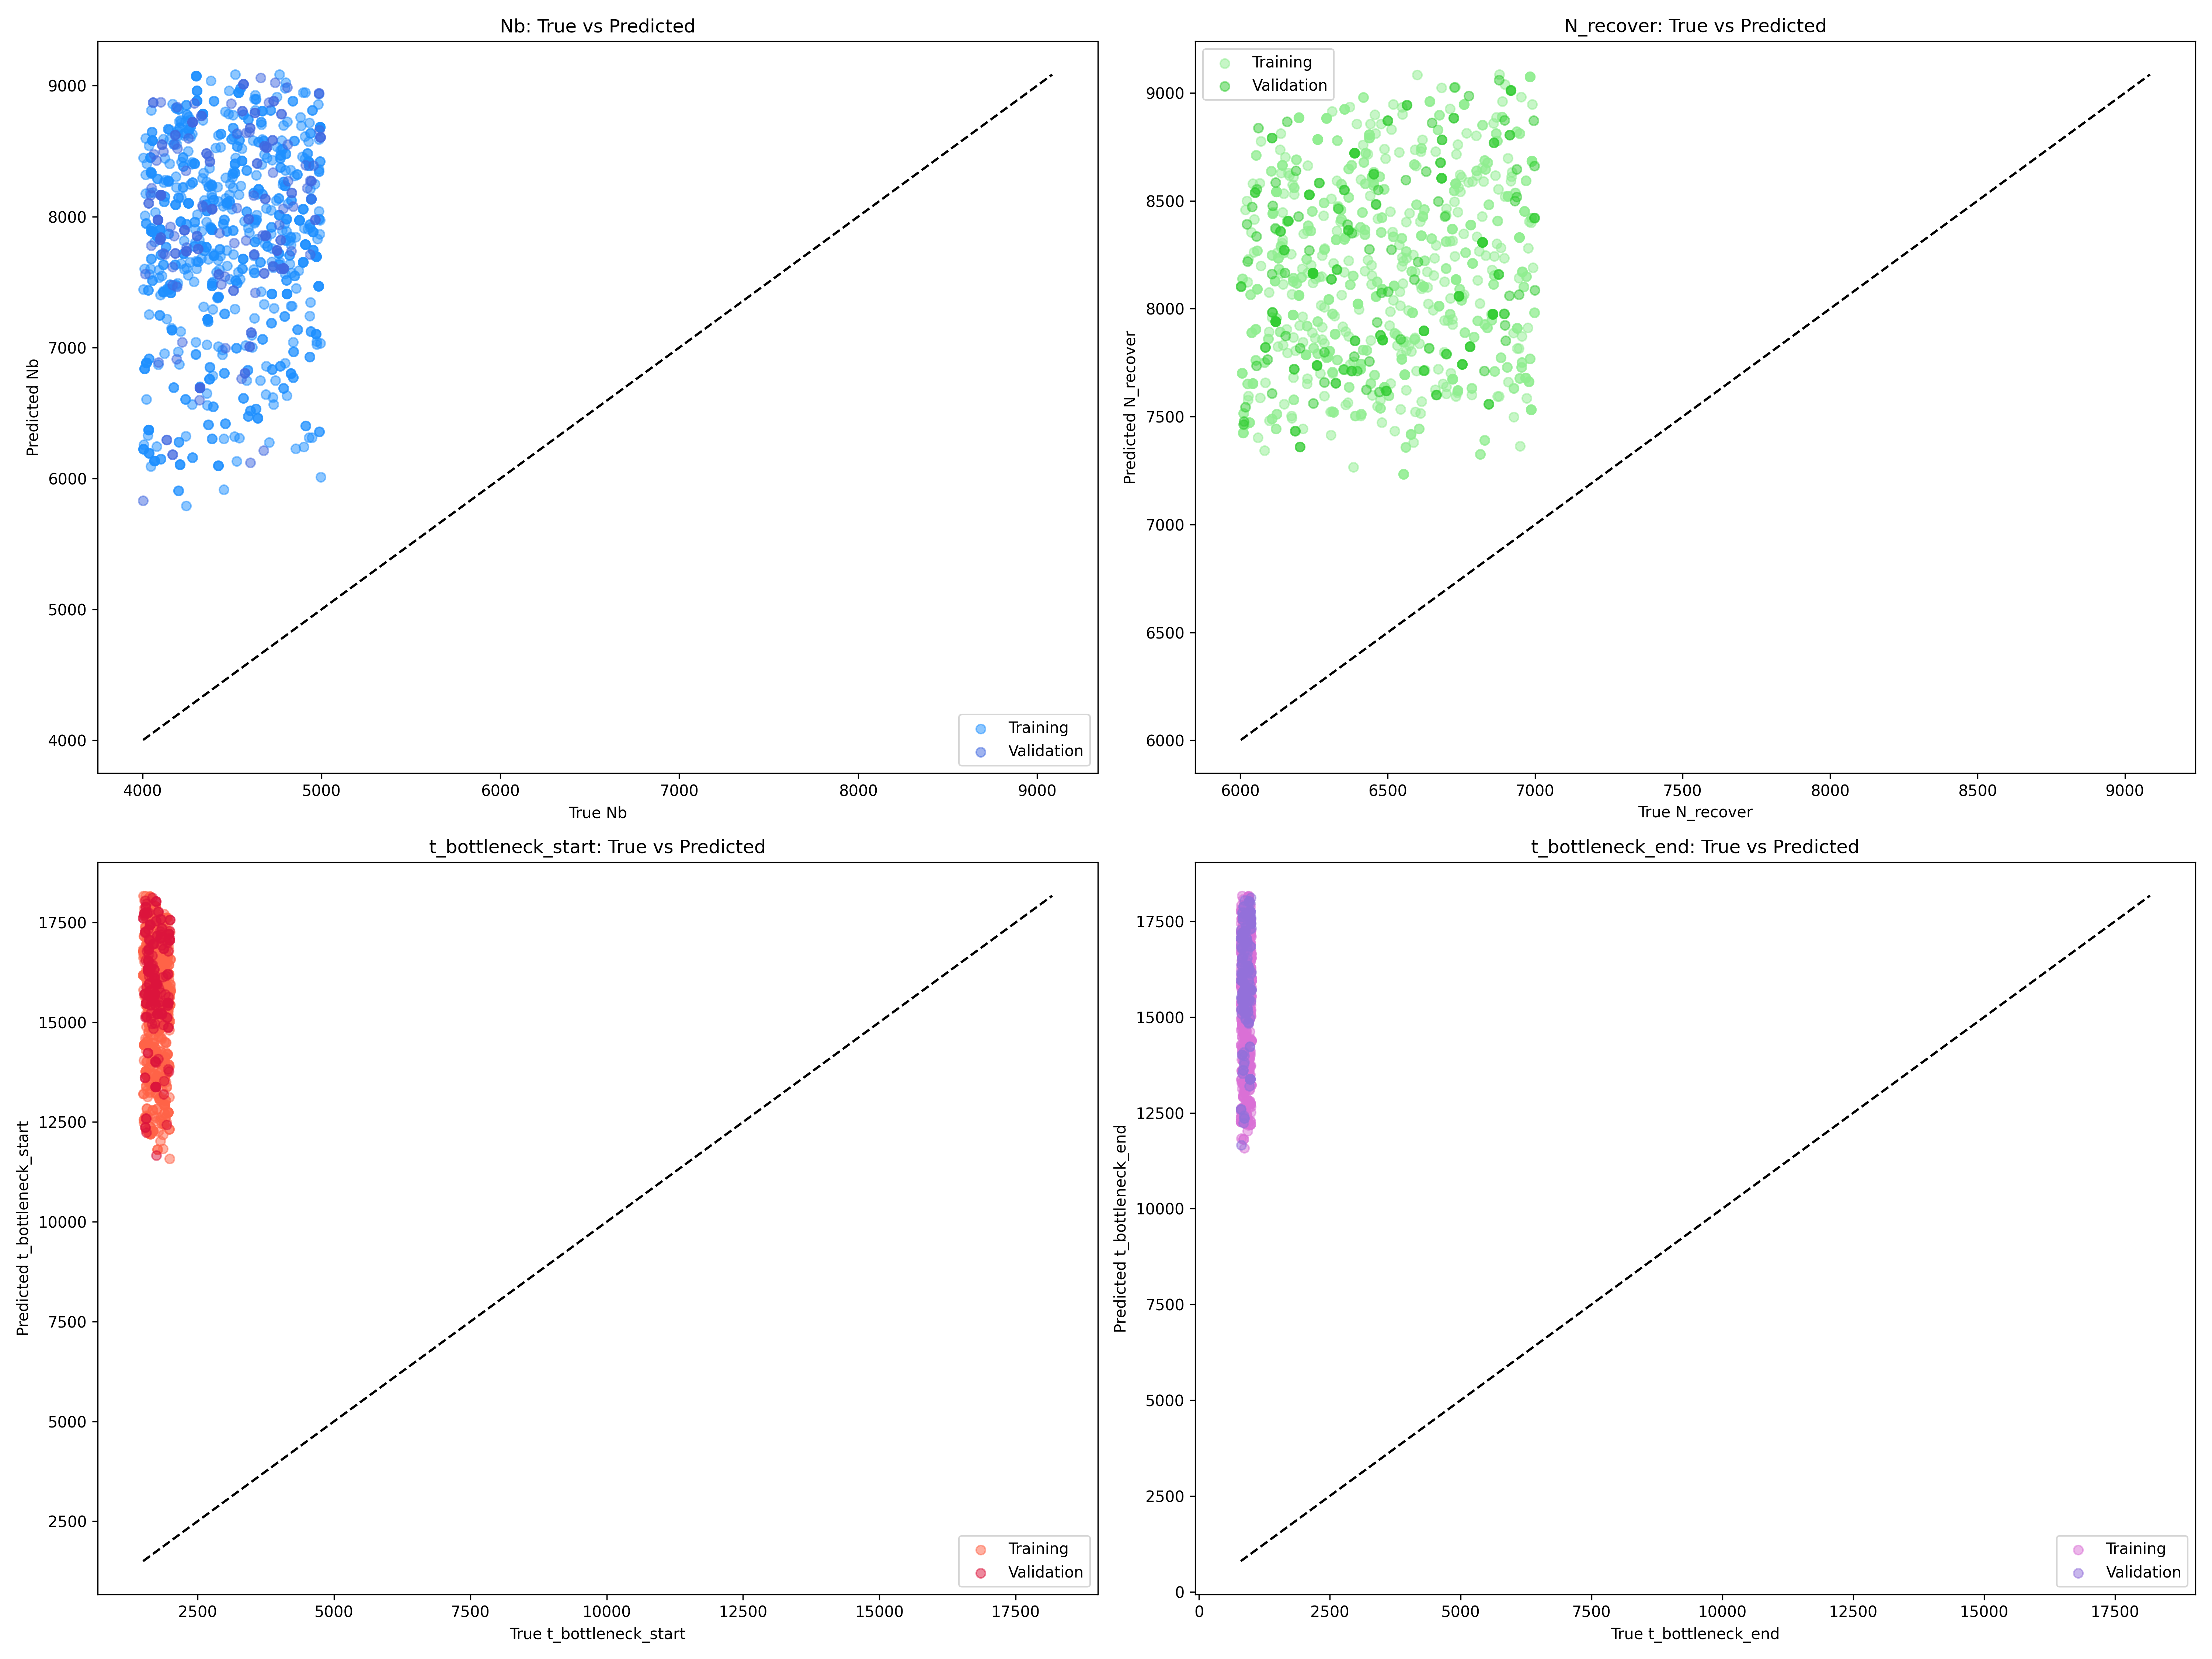 Nb: True vs Predicted
9000
8000
7000
6000
5000
4000
Predicted Nb
4000 5000 6000 7000 8000 9000
True Nb
Training
Validation
N_recover: True vs Predicted
Training
Validation
9000
8500
8000
7500
7000
6500
6000
Predicted N_recover
6000 6500 7000 7500 8000 8500 9000
True N_recover
t_bottleneck_start: True vs Predicted
17500
15000
12500
10000
7500
5000
2500
Predicted t_bottleneck_start
2500 5000 7500 10000 12500 15000 17500
True t_bottleneck_start
Training
Validation
t_bottleneck_end: True vs Predicted
17500
15000
12500
10000
7500
5000
2500
0
Predicted t_bottleneck_end
0 2500 5000 7500 10000 12500 15000 17500
True t_bottleneck_end
Training
Validation